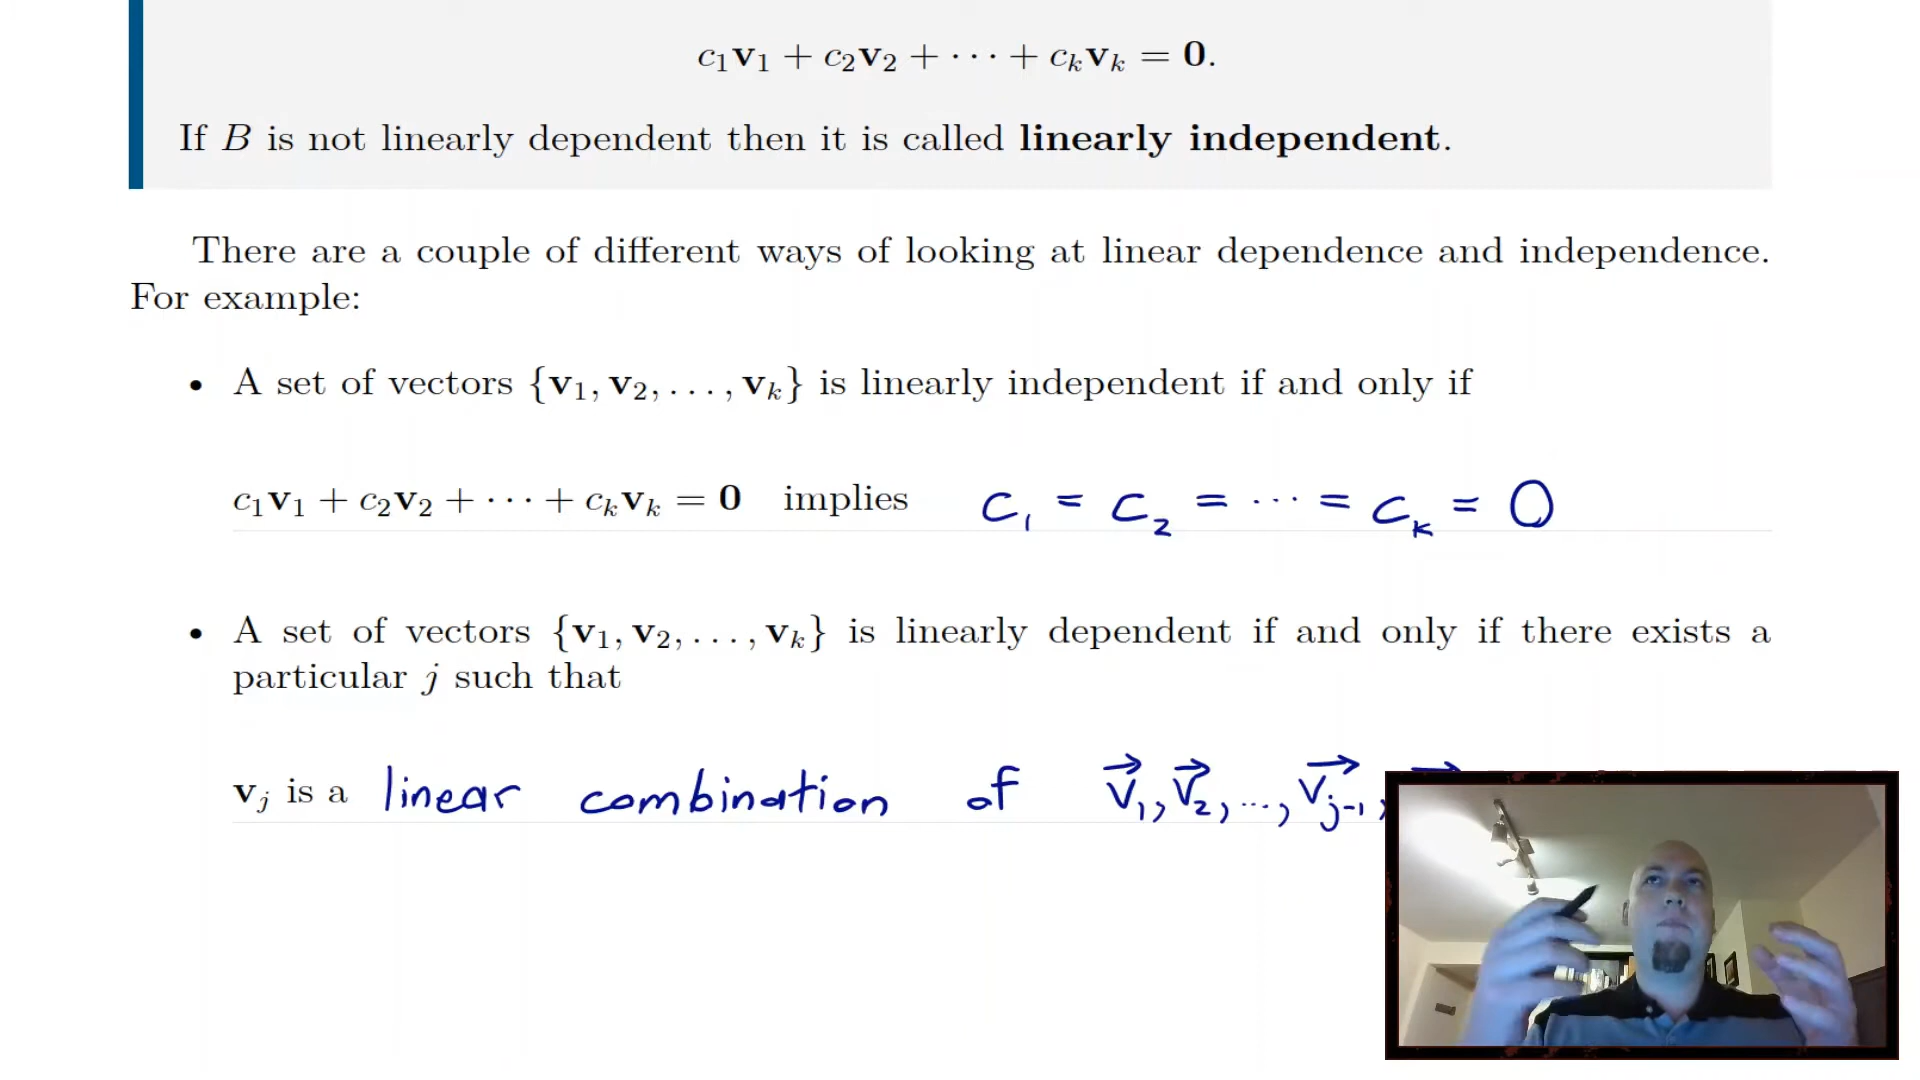 c₁v₁ + c₂v₂ + ··· + cₖvₖ = 0.
If B is not linearly dependent then it is called linearly independent.
There are a couple of different ways of looking at linear dependence and independence.
For example:
• A set of vectors {v₁, v₂, . . . , vₖ} is linearly independent if and only if
c₁v₁ + c₂v₂ + ··· + cₖvₖ = 0 implies c₁ = c₂ = ··· = cₖ = 0
• A set of vectors {v₁, v₂, . . . , vₖ} is linearly dependent if and only if there exists a
particular j such that
vⱼ is a linear combination of v⃗₁, v⃗₂, ..., v⃗ⱼ₋₁,